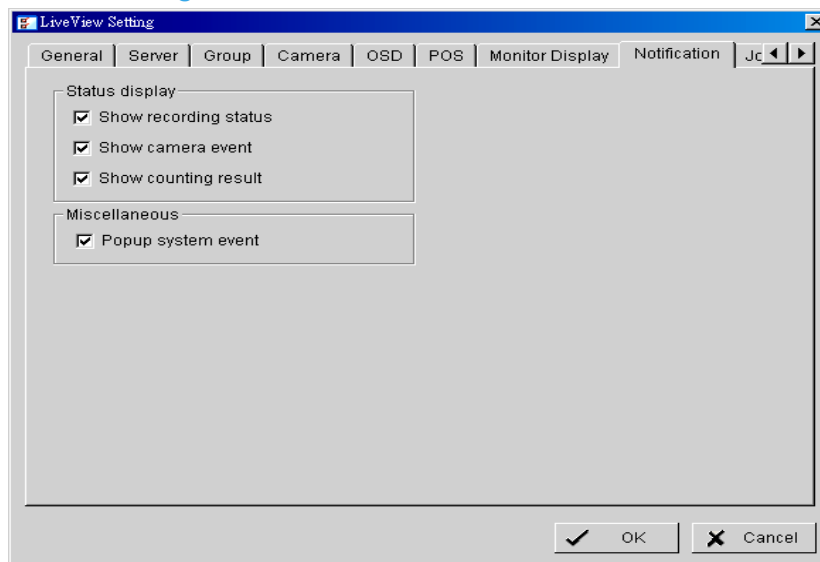 LiveView Setting
General Server Group Camera OSD POS Monitor Display Notification
Status display
Show recording status
Show camera event
Show counting result
Miscellaneous
Popup system event
OK Cancel